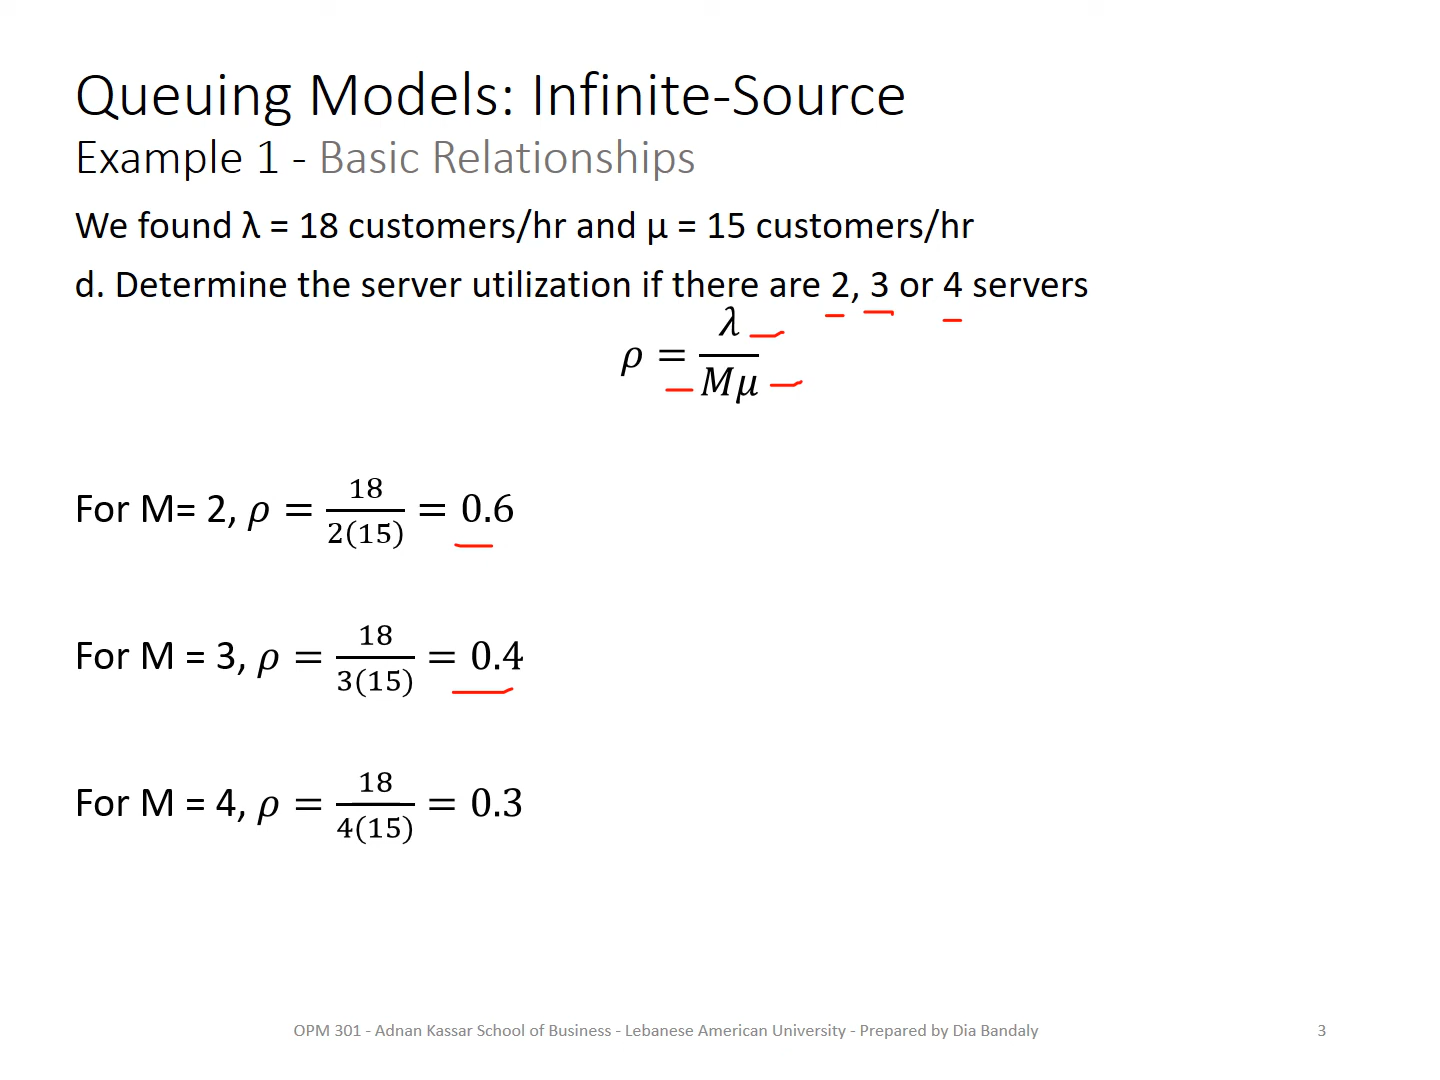 Queuing Models: Infinite-Source
Example 1 - Basic Relationships
We found λ = 18 customers/hr and μ = 15 customers/hr
d. Determine the server utilization if there are 2, 3 or 4 servers
ρ = λ/Mμ
For M= 2, ρ = 18/2(15) = 0.6
For M = 3, ρ = 18/3(15) = 0.4
For M = 4, ρ = 18/4(15) = 0.3
OPM 301 - Adnan Kassar School of Business - Lebanese American University - Prepared by Dia Bandaly 3